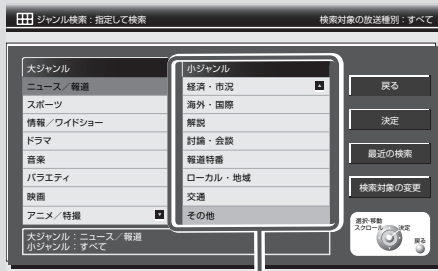 ジャンル検索：指定して検索
検索対象の放送種別：すべて
大ジャンル
ニュース／報道
スポーツ
情報／ワイドショー
ドラマ
音楽
バラエティ
映画
アニメ／特撮
小ジャンル
経済・市況
海外・国際
解説
討論・会談
報道特番
ローカル・地域
交通
その他
戻る
決定
最近の検索
検索対象の変更
大ジャンル：ニュース／報道
小ジャンル：すべて
選択・移動
スクロール
決定
戻る